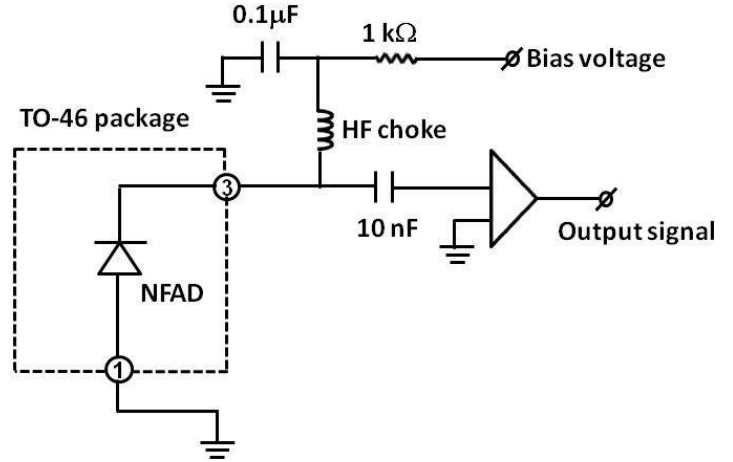 0.1µF
1 kΩ
Bias voltage
TO-46 package
HF choke
3
10 nF
Output signal
NFAD
1